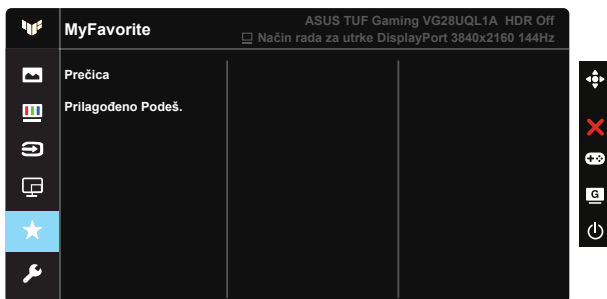 MyFavorite
ASUS TUF Gaming VG28UQL1A HDR Off
Način rada za utrke DisplayPort 3840x2160 144Hz
Prečica
Prilagođeno Podeš.
G